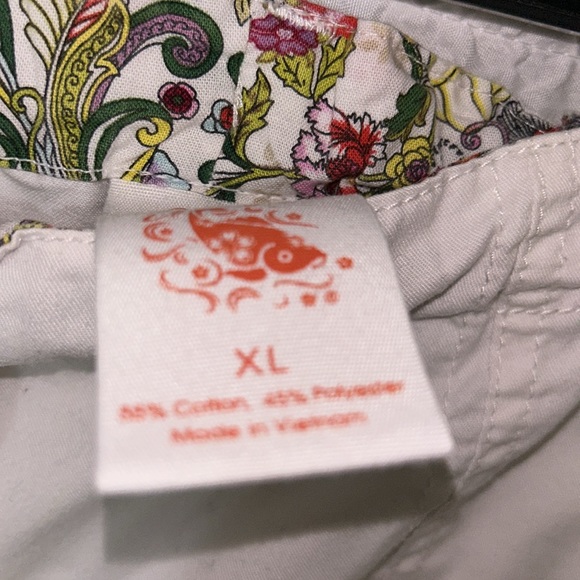 XL
55% Cotton, 45% Polyester
Made in Vietnam